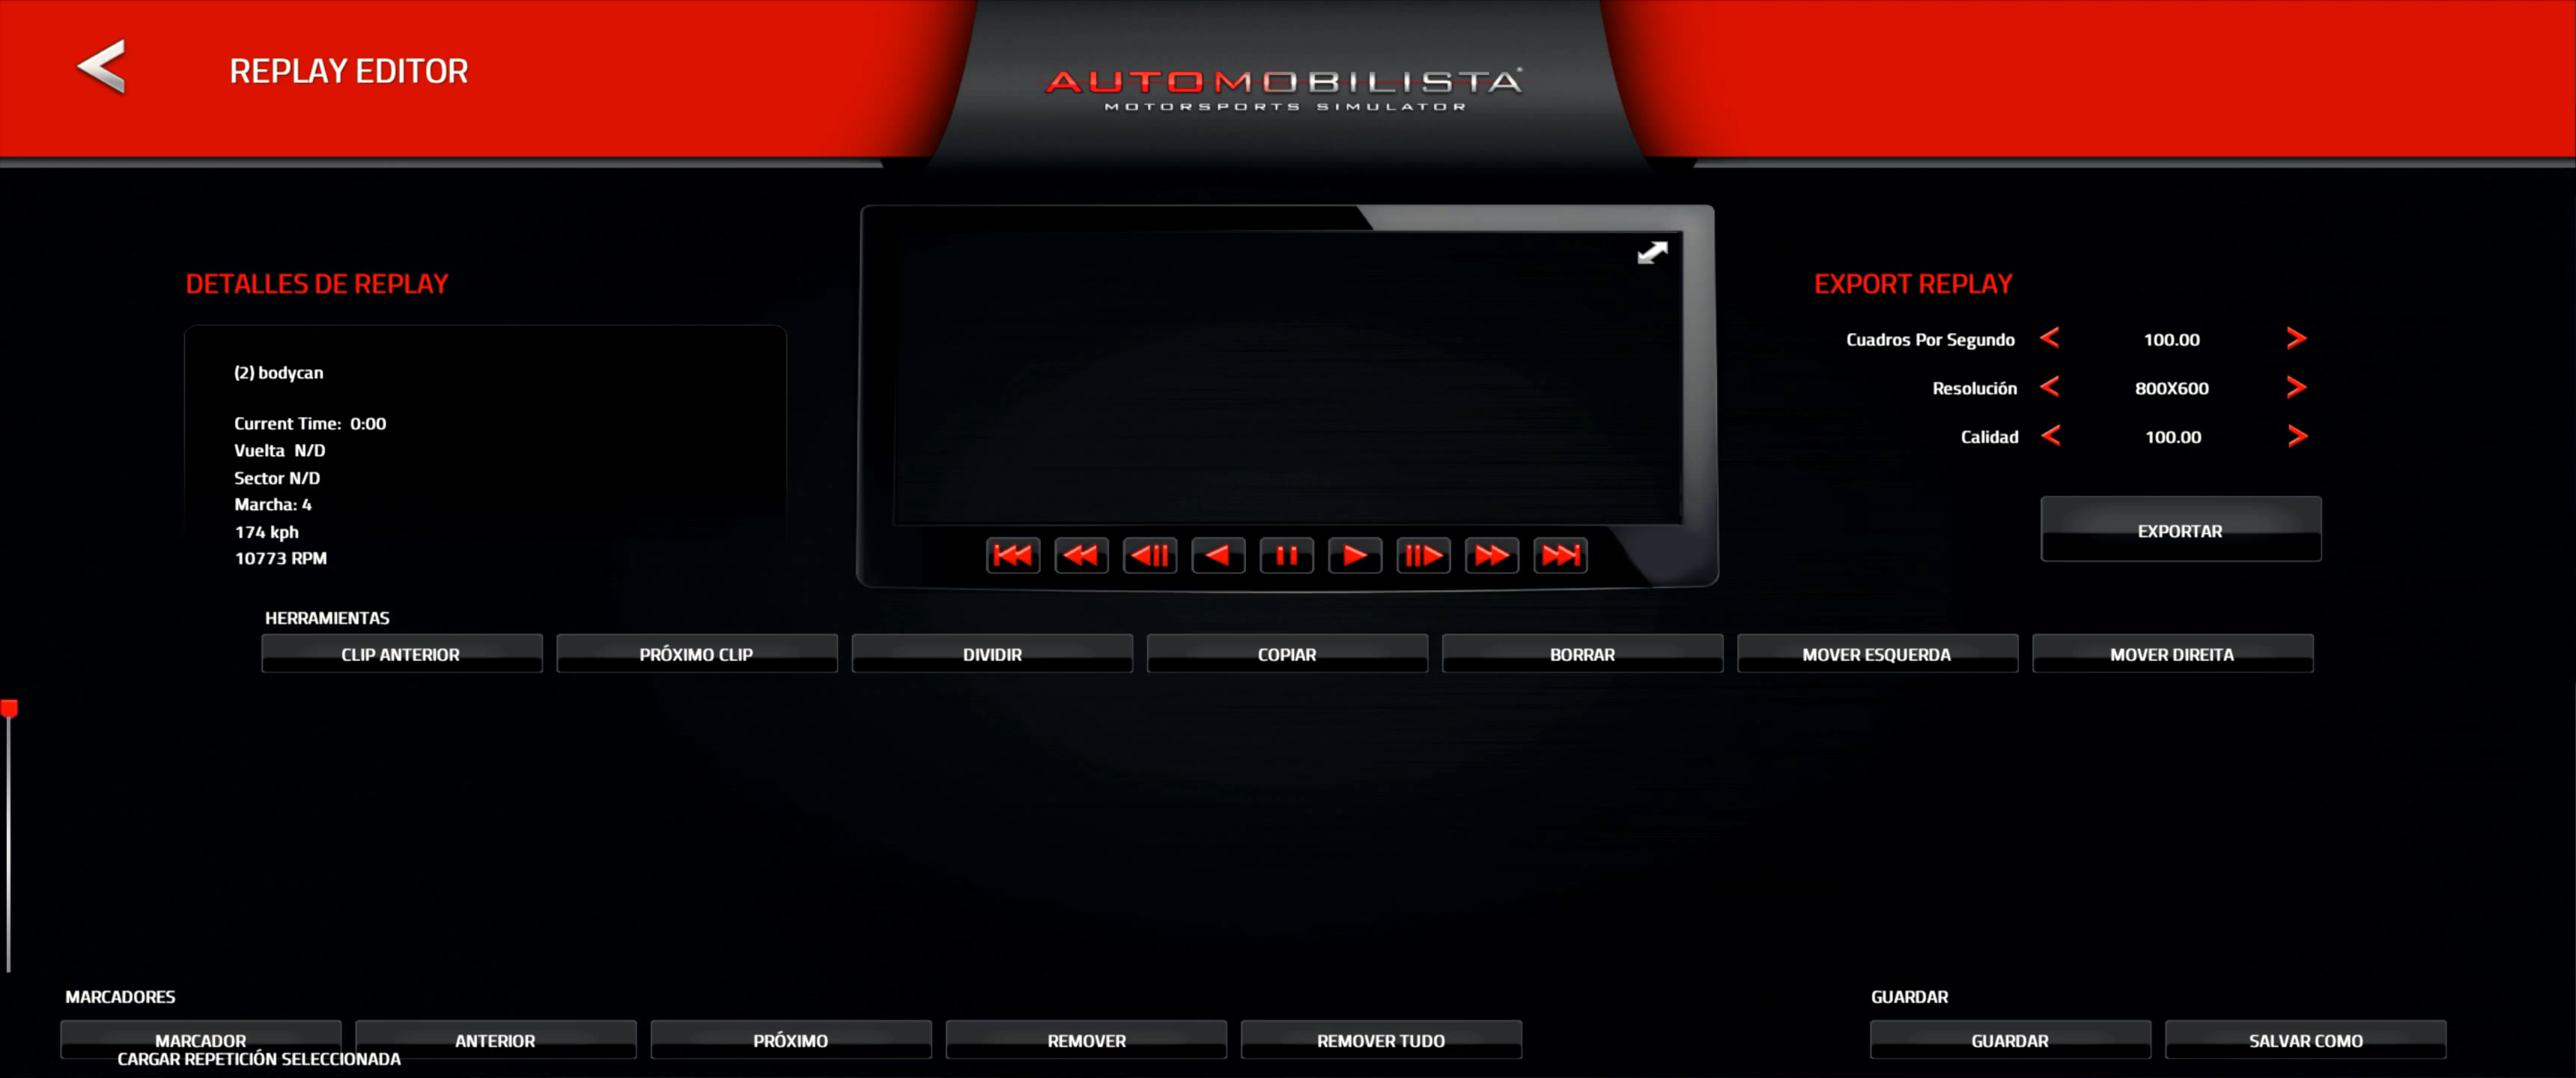 REPLAY EDITOR
AUTOMOBILISTA
MOTORSPORTS SIMULATOR
DETALLES DE REPLAY
(2) bodycan
Current Time: 0:00
Vuelta N/D
Sector N/D
Marcha: 4
174 kph
10773 RPM
EXPORT REPLAY
Cuadros Por Segundo 100.00
Resolución 800X600
Calidad 100.00
EXPORTAR
HERRAMIENTAS
CLIP ANTERIOR PRÓXIMO CLIP DIVIDIR COPIAR BORRAR MOVER ESQUERDA MOVER DIREITA
MARCADORES
MARCADOR ANTERIOR PRÓXIMO REMOVER REMOVER TUDO
CARGAR REPETICIÓN SELECCIONADA
GUARDAR
GUARDAR SALVAR COMO